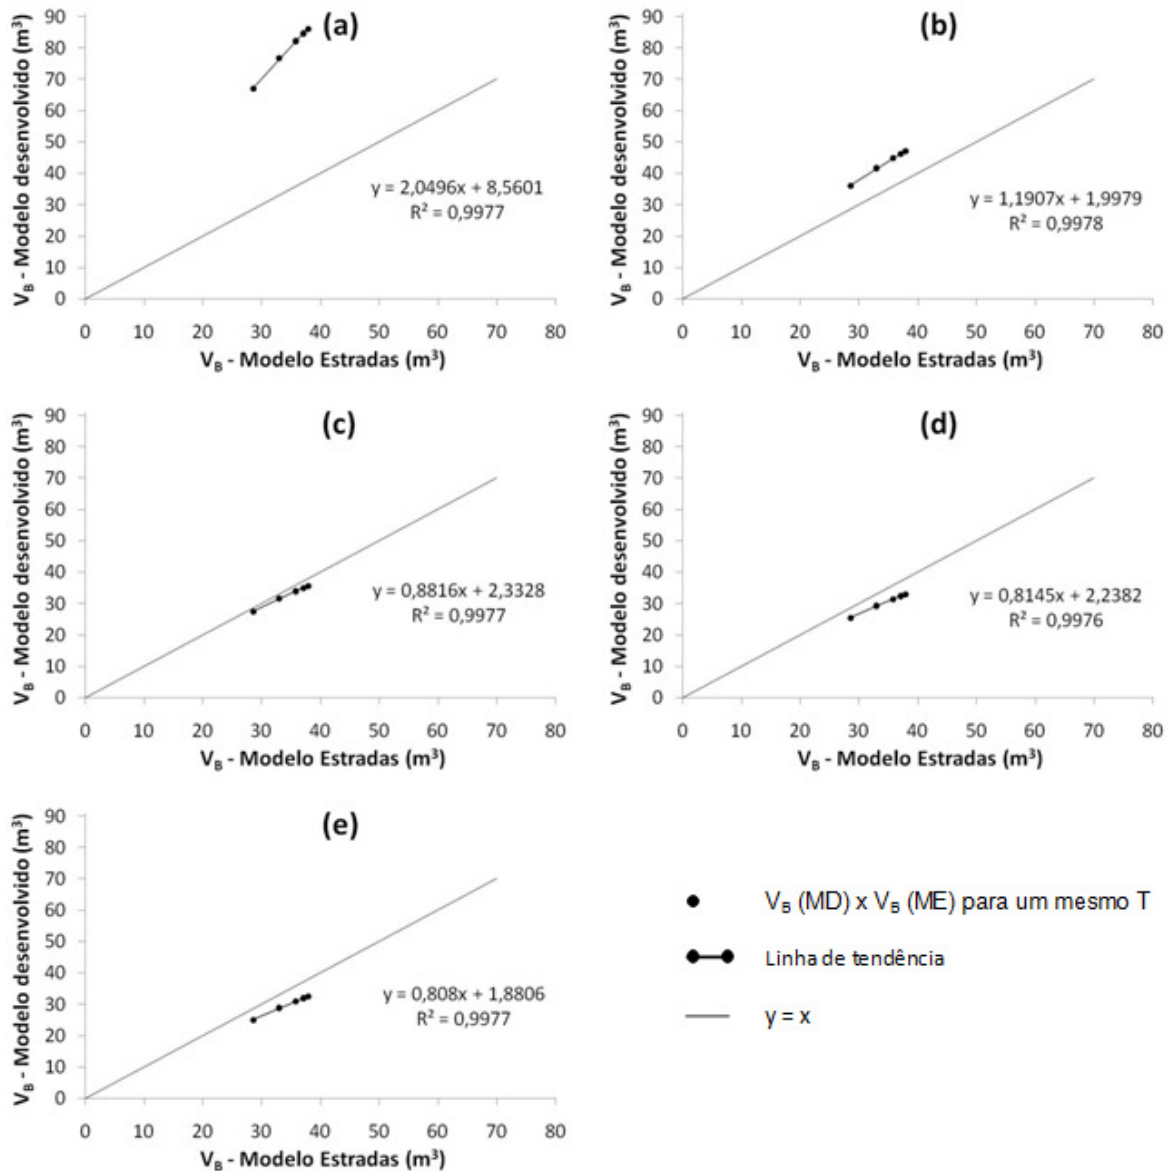 (a)
V_B - Modelo desenvolvido (m³)
90
80
70
60
50
40
30
20
10
0
y = 2,0496x + 8,5601
R² = 0,9977
0 10 20 30 40 50 60 70 80
V_B - Modelo Estradas (m³)
(b)
V_B - Modelo desenvolvido (m³)
90
80
70
60
50
40
30
20
10
0
y = 1,1907x + 1,9979
R² = 0,9978
0 10 20 30 40 50 60 70 80
V_B - Modelo Estradas (m³)
(c)
V_B - Modelo desenvolvido (m³)
90
80
70
60
50
40
30
20
10
0
y = 0,8816x + 2,3328
R² = 0,9977
0 10 20 30 40 50 60 70 80
V_B - Modelo Estradas (m³)
(d)
V_B - Modelo desenvolvido (m³)
90
80
70
60
50
40
30
20
10
0
y = 0,8145x + 2,2382
R² = 0,9976
0 10 20 30 40 50 60 70 80
V_B - Modelo Estradas (m³)
(e)
V_B - Modelo desenvolvido (m³)
90
80
70
60
50
40
30
20
10
0
y = 0,808x + 1,8806
R² = 0,9977
0 10 20 30 40 50 60 70 80
V_B - Modelo Estradas (m³)
V_B (MD) x V_B (ME) para um mesmo T
Linha de tendência
y = x